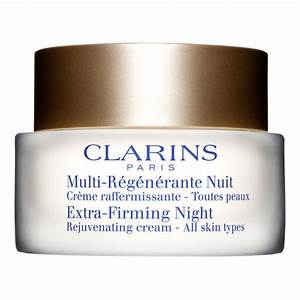 CLARINS
PARIS
Multi-Régénérante Nuit
Crème raffermissante - Toutes peaux
Extra-Firming Night
Rejuvenating cream - All skin types